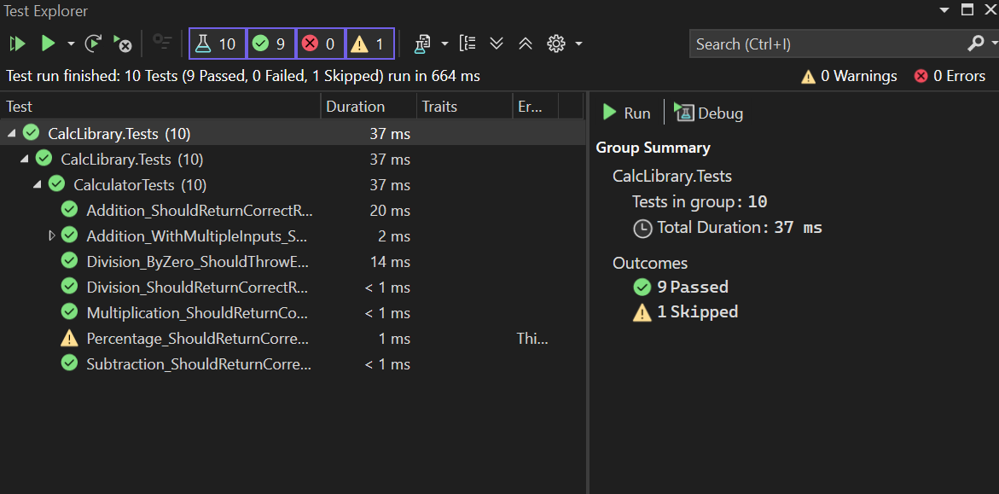 Test Explorer
10 9 0 1
Search (Ctrl+I)
Test run finished: 10 Tests (9 Passed, 0 Failed, 1 Skipped) run in 664 ms
0 Warnings 0 Errors
Test Duration Traits Er...
CalcLibrary.Tests (10) 37 ms
CalcLibrary.Tests (10) 37 ms
CalculatorTests (10) 37 ms
Addition_ShouldReturnCorrectR... 20 ms
Addition_WithMultipleInputs_S... 2 ms
Division_ByZero_ShouldThrowE... 14 ms
Division_ShouldReturnCorrectR... < 1 ms
Multiplication_ShouldReturnCo... < 1 ms
Percentage_ShouldReturnCorre... 1 ms Thi...
Subtraction_ShouldReturnCorre... < 1 ms
Run Debug
Group Summary
CalcLibrary.Tests
Tests in group: 10
Total Duration: 37 ms
Outcomes
9 Passed
1 Skipped